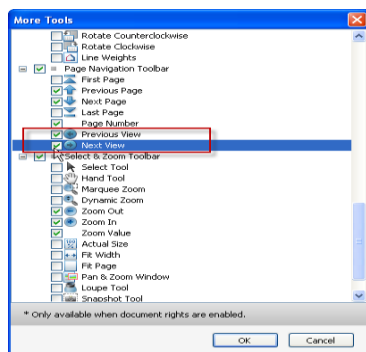 More Tools
Rotate Counterclockwise
Rotate Clockwise
Line Weights
Page Navigation Toolbar
First Page
Previous Page
Next Page
Last Page
Page Number
Previous View
Next View
Select & Zoom Toolbar
Select Tool
Hand Tool
Marquee Zoom
Dynamic Zoom
Zoom Out
Zoom In
Zoom Value
Actual Size
Fit Width
Fit Page
Pan & Zoom Window
Loupe Tool
Snapshot Tool
* Only available when document rights are enabled.
OK Cancel